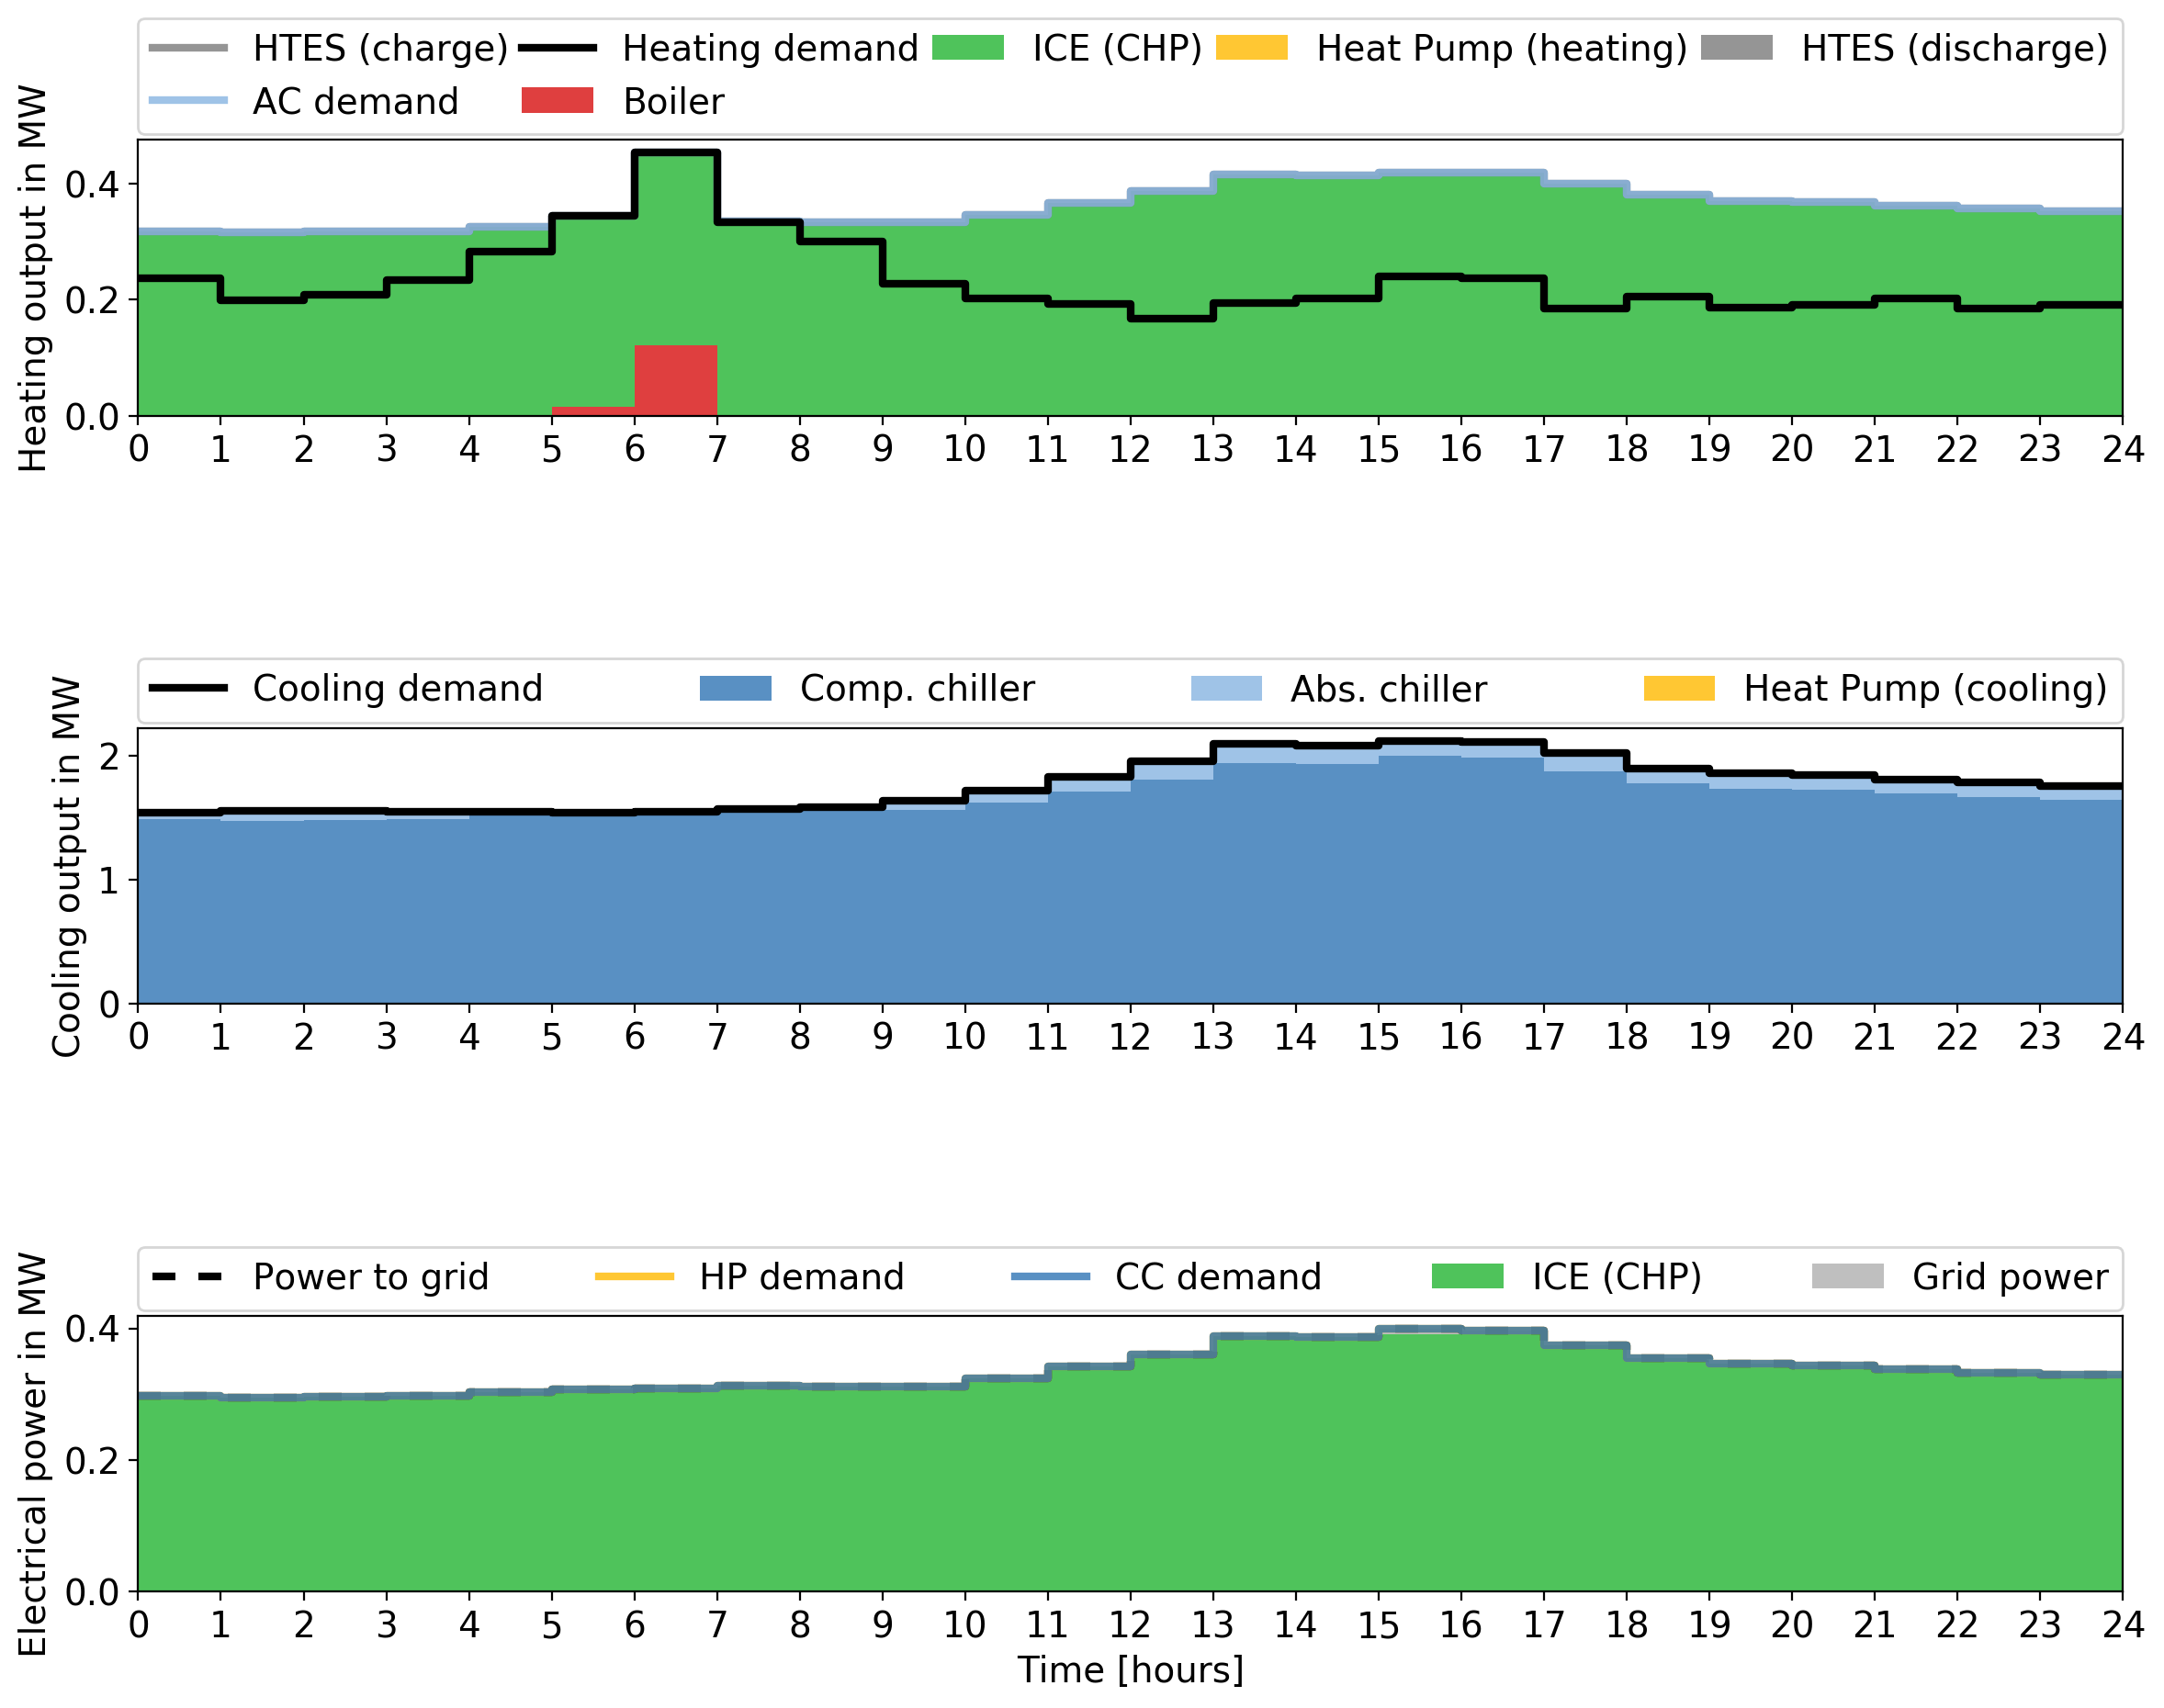 HTES (charge) Heating demand ICE (CHP) Heat Pump (heating) HTES (discharge)
AC demand Boiler
Heating output in MW
0.4
0.2
0.0
0 1 2 3 4 5 6 7 8 9 10 11 12 13 14 15 16 17 18 19 20 21 22 23 24
Cooling demand Comp. chiller Abs. chiller Heat Pump (cooling)
Cooling output in MW
2
1
0
0 1 2 3 4 5 6 7 8 9 10 11 12 13 14 15 16 17 18 19 20 21 22 23 24
Power to grid HP demand CC demand ICE (CHP) Grid power
Electrical power in MW
0.4
0.2
0.0
0 1 2 3 4 5 6 7 8 9 10 11 12 13 14 15 16 17 18 19 20 21 22 23 24
Time [hours]